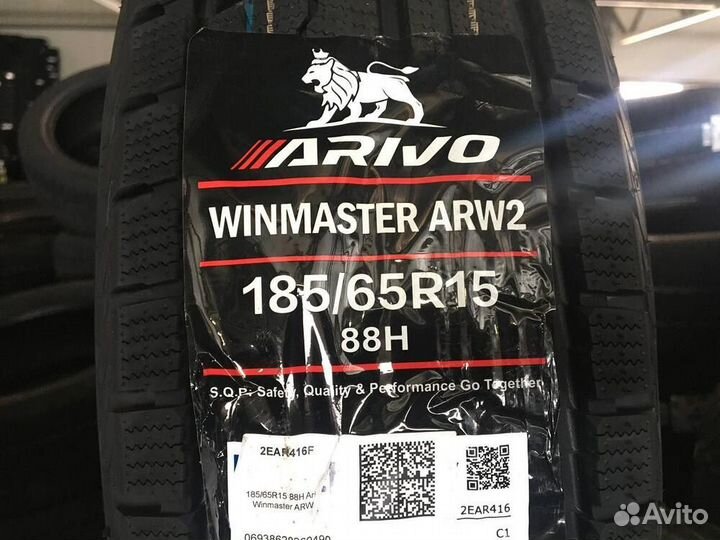 ARIVO
WINMASTER ARW2
185/65R15
88H
S.Q.P: Safety, Quality & Performance Go Together
2EAR416F
185/65R15 88H
Winmaster ARW
2EAR416
C1
Avito